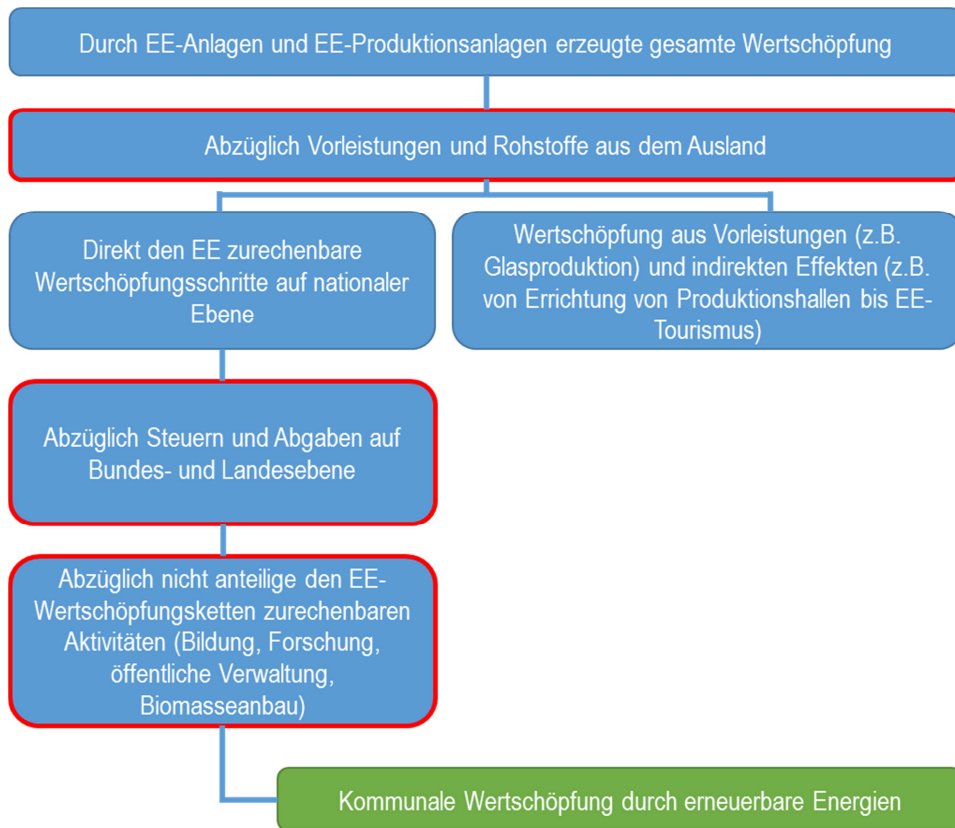 Durch EE-Anlagen und EE-Produktionsanlagen erzeugte gesamte Wertschöpfung
Abzüglich Vorleistungen und Rohstoffe aus dem Ausland
Direkt den EE zurechenbare
Wertschöpfungsschritte auf nationaler
Ebene
Wertschöpfung aus Vorleistungen (z.B.
Glasproduktion) und indirekten Effekten (z.B.
von Errichtung von Produktionshallen bis EE-
Tourismus)
Abzüglich Steuern und Abgaben auf
Bundes- und Landesebene
Abzüglich nicht anteilige den EE-
Wertschöpfungsketten zurechenbaren
Aktivitäten (Bildung, Forschung,
öffentliche Verwaltung,
Biomasseanbau)
Kommunale Wertschöpfung durch erneuerbare Energien